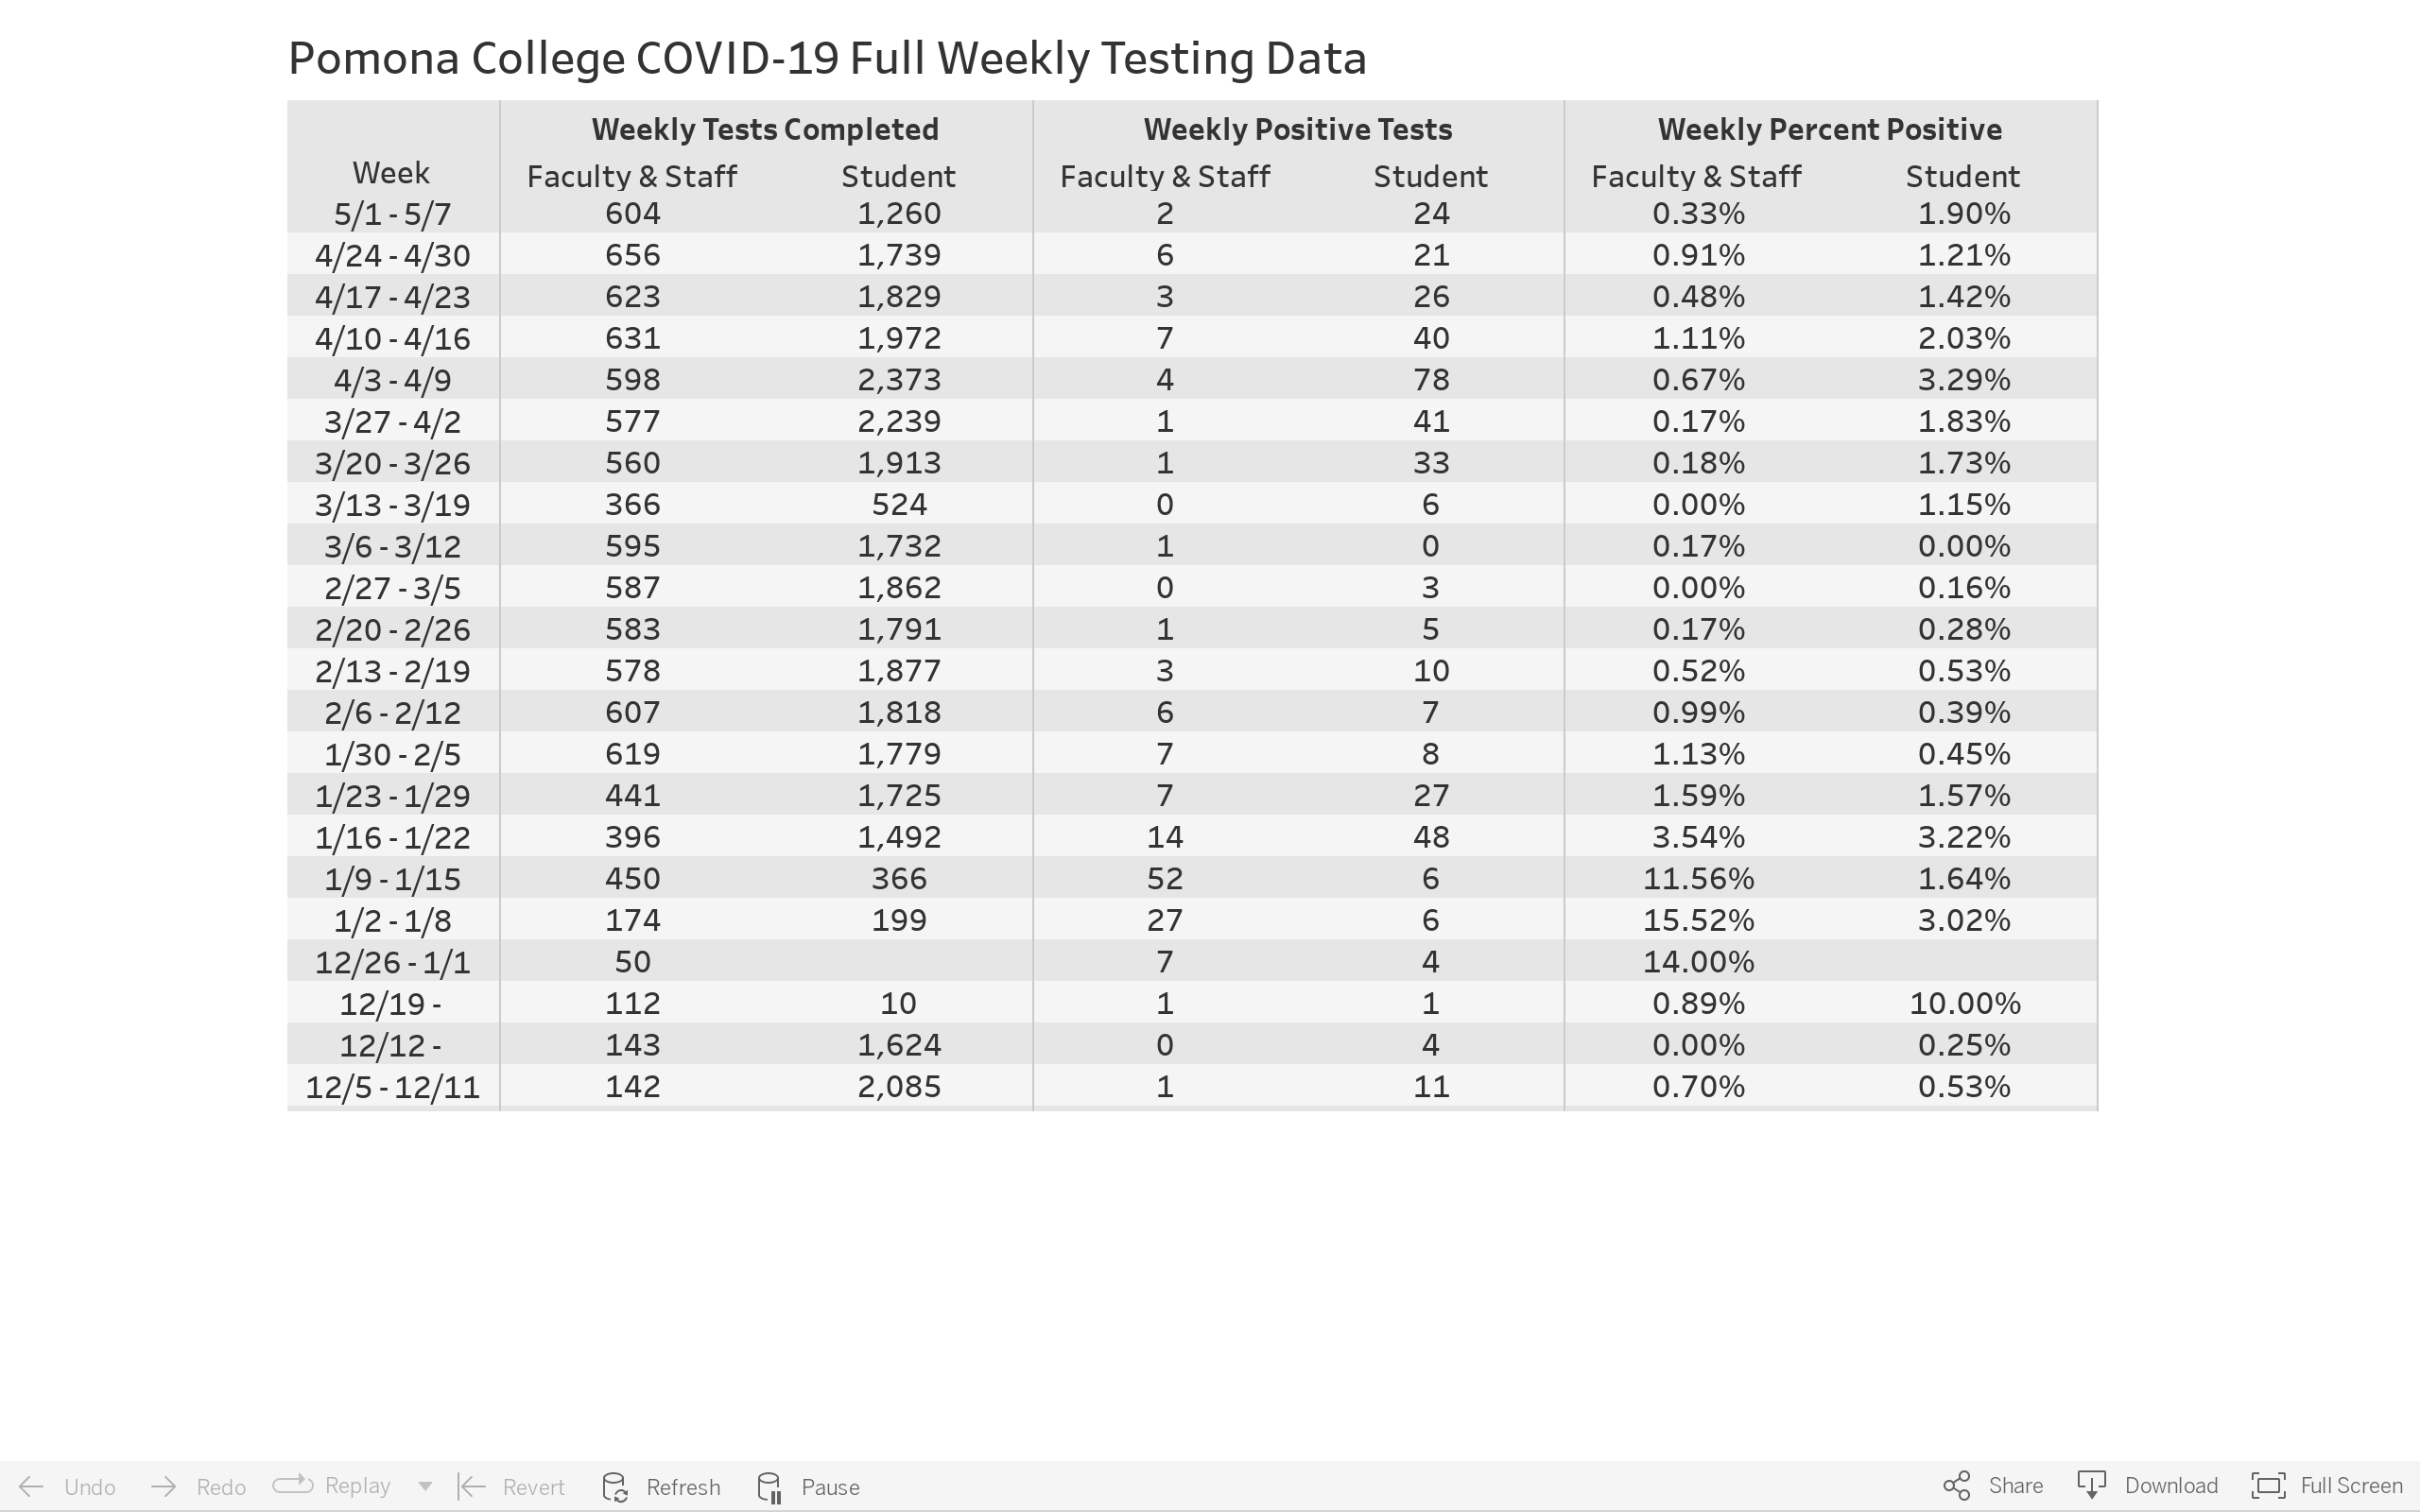 Pomona College COVID-19 Full Weekly Testing Data
Weekly Tests Completed Weekly Positive Tests Weekly Percent Positive
Week Faculty & Staff Student Faculty & Staff Student Faculty & Staff Student
5/1 - 5/7 604 1,260 2 24 0.33% 1.90%
4/24 - 4/30 656 1,739 6 21 0.91% 1.21%
4/17 - 4/23 623 1,829 3 26 0.48% 1.42%
4/10 - 4/16 631 1,972 7 40 1.11% 2.03%
4/3 - 4/9 598 2,373 4 78 0.67% 3.29%
3/27 - 4/2 577 2,239 1 41 0.17% 1.83%
3/20 - 3/26 560 1,913 1 33 0.18% 1.73%
3/13 - 3/19 366 524 0 6 0.00% 1.15%
3/6 - 3/12 595 1,732 1 0 0.17% 0.00%
2/27 - 3/5 587 1,862 0 3 0.00% 0.16%
2/20 - 2/26 583 1,791 1 5 0.17% 0.28%
2/13 - 2/19 578 1,877 3 10 0.52% 0.53%
2/6 - 2/12 607 1,818 6 7 0.99% 0.39%
1/30 - 2/5 619 1,779 7 8 1.13% 0.45%
1/23 - 1/29 441 1,725 7 27 1.59% 1.57%
1/16 - 1/22 396 1,492 14 48 3.54% 3.22%
1/9 - 1/15 450 366 52 6 11.56% 1.64%
1/2 - 1/8 174 199 27 6 15.52% 3.02%
12/26 - 1/1 50 7 4 14.00%
12/19 - 112 10 1 1 0.89% 10.00%
12/12 - 143 1,624 0 4 0.00% 0.25%
12/5 - 12/11 142 2,085 1 11 0.70% 0.53%
Undo Redo Replay Revert Refresh Pause Share Download Full Screen